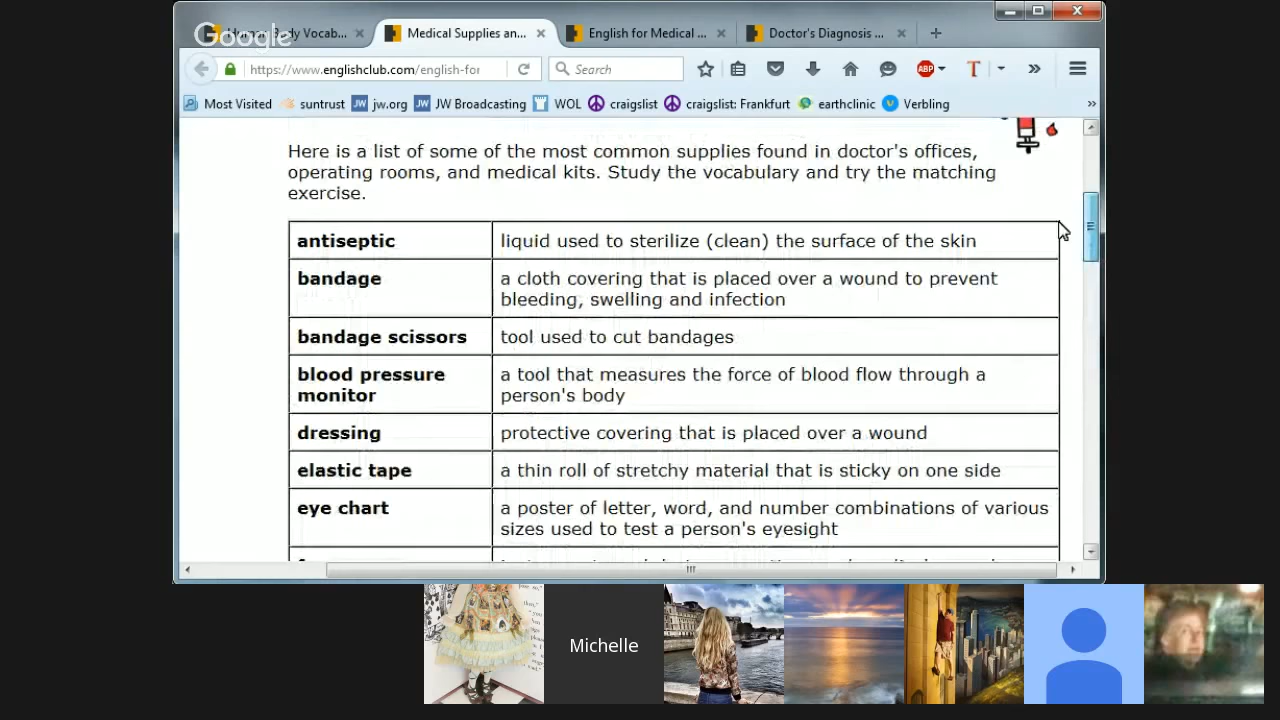 Google
Body Vocab...
Medical Supplies an...
English for Medical ...
Doctor's Diagnosis ...
https://www.englishclub.com/english-for
Search
ABP
T
Most Visited
suntrust
JW
jw.org
JW
JW Broadcasting
WOL
craigslist
craigslist: Frankfurt
earthclinic
V
Verbling
Here is a list of some of the most common supplies found in doctor's offices,
operating rooms, and medical kits. Study the vocabulary and try the matching
exercise.
antiseptic liquid used to sterilize (clean) the surface of the skin
bandage a cloth covering that is placed over a wound to prevent
bleeding, swelling and infection
bandage scissors tool used to cut bandages
blood pressure
monitor
a tool that measures the force of blood flow through a
person's body
dressing protective covering that is placed over a wound
elastic tape a thin roll of stretchy material that is sticky on one side
eye chart a poster of letter, word, and number combinations of various
sizes used to test a person's eyesight
Michelle